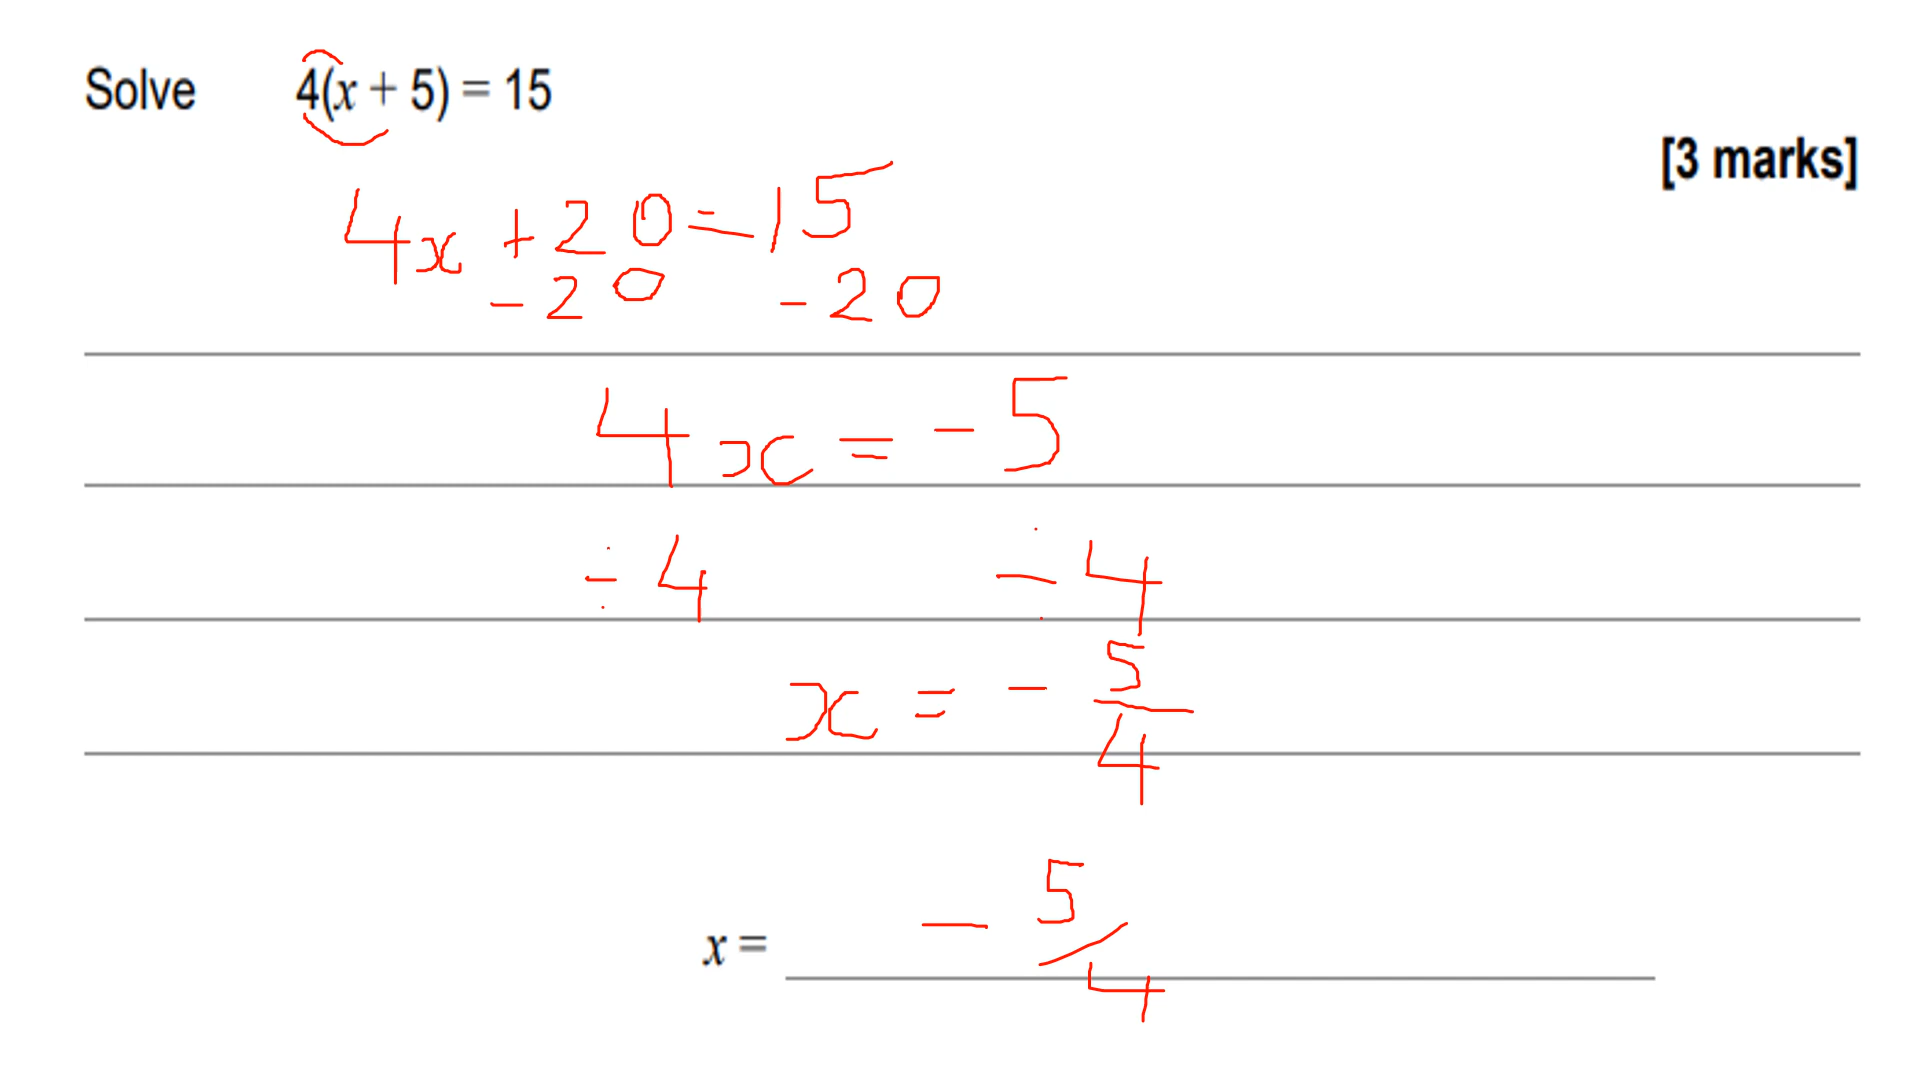 Solve 4(x + 5) = 15
[3 marks]
4x + 20 = 15
- 20 - 20
4x = - 5
÷ 4 ÷ 4
x = - 5/4
x = - 5/4